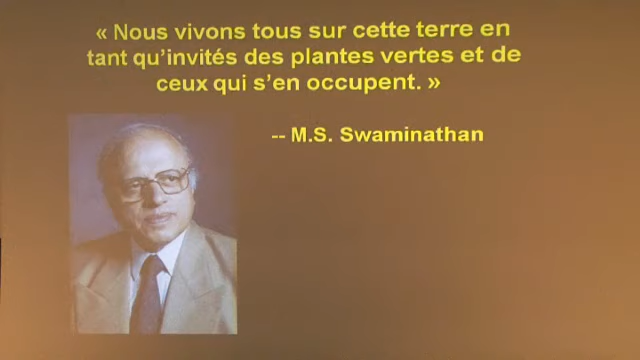 « Nous vivons tous sur cette terre en
tant qu’invités des plantes vertes et de
ceux qui s’en occupent. »
-- M.S. Swaminathan